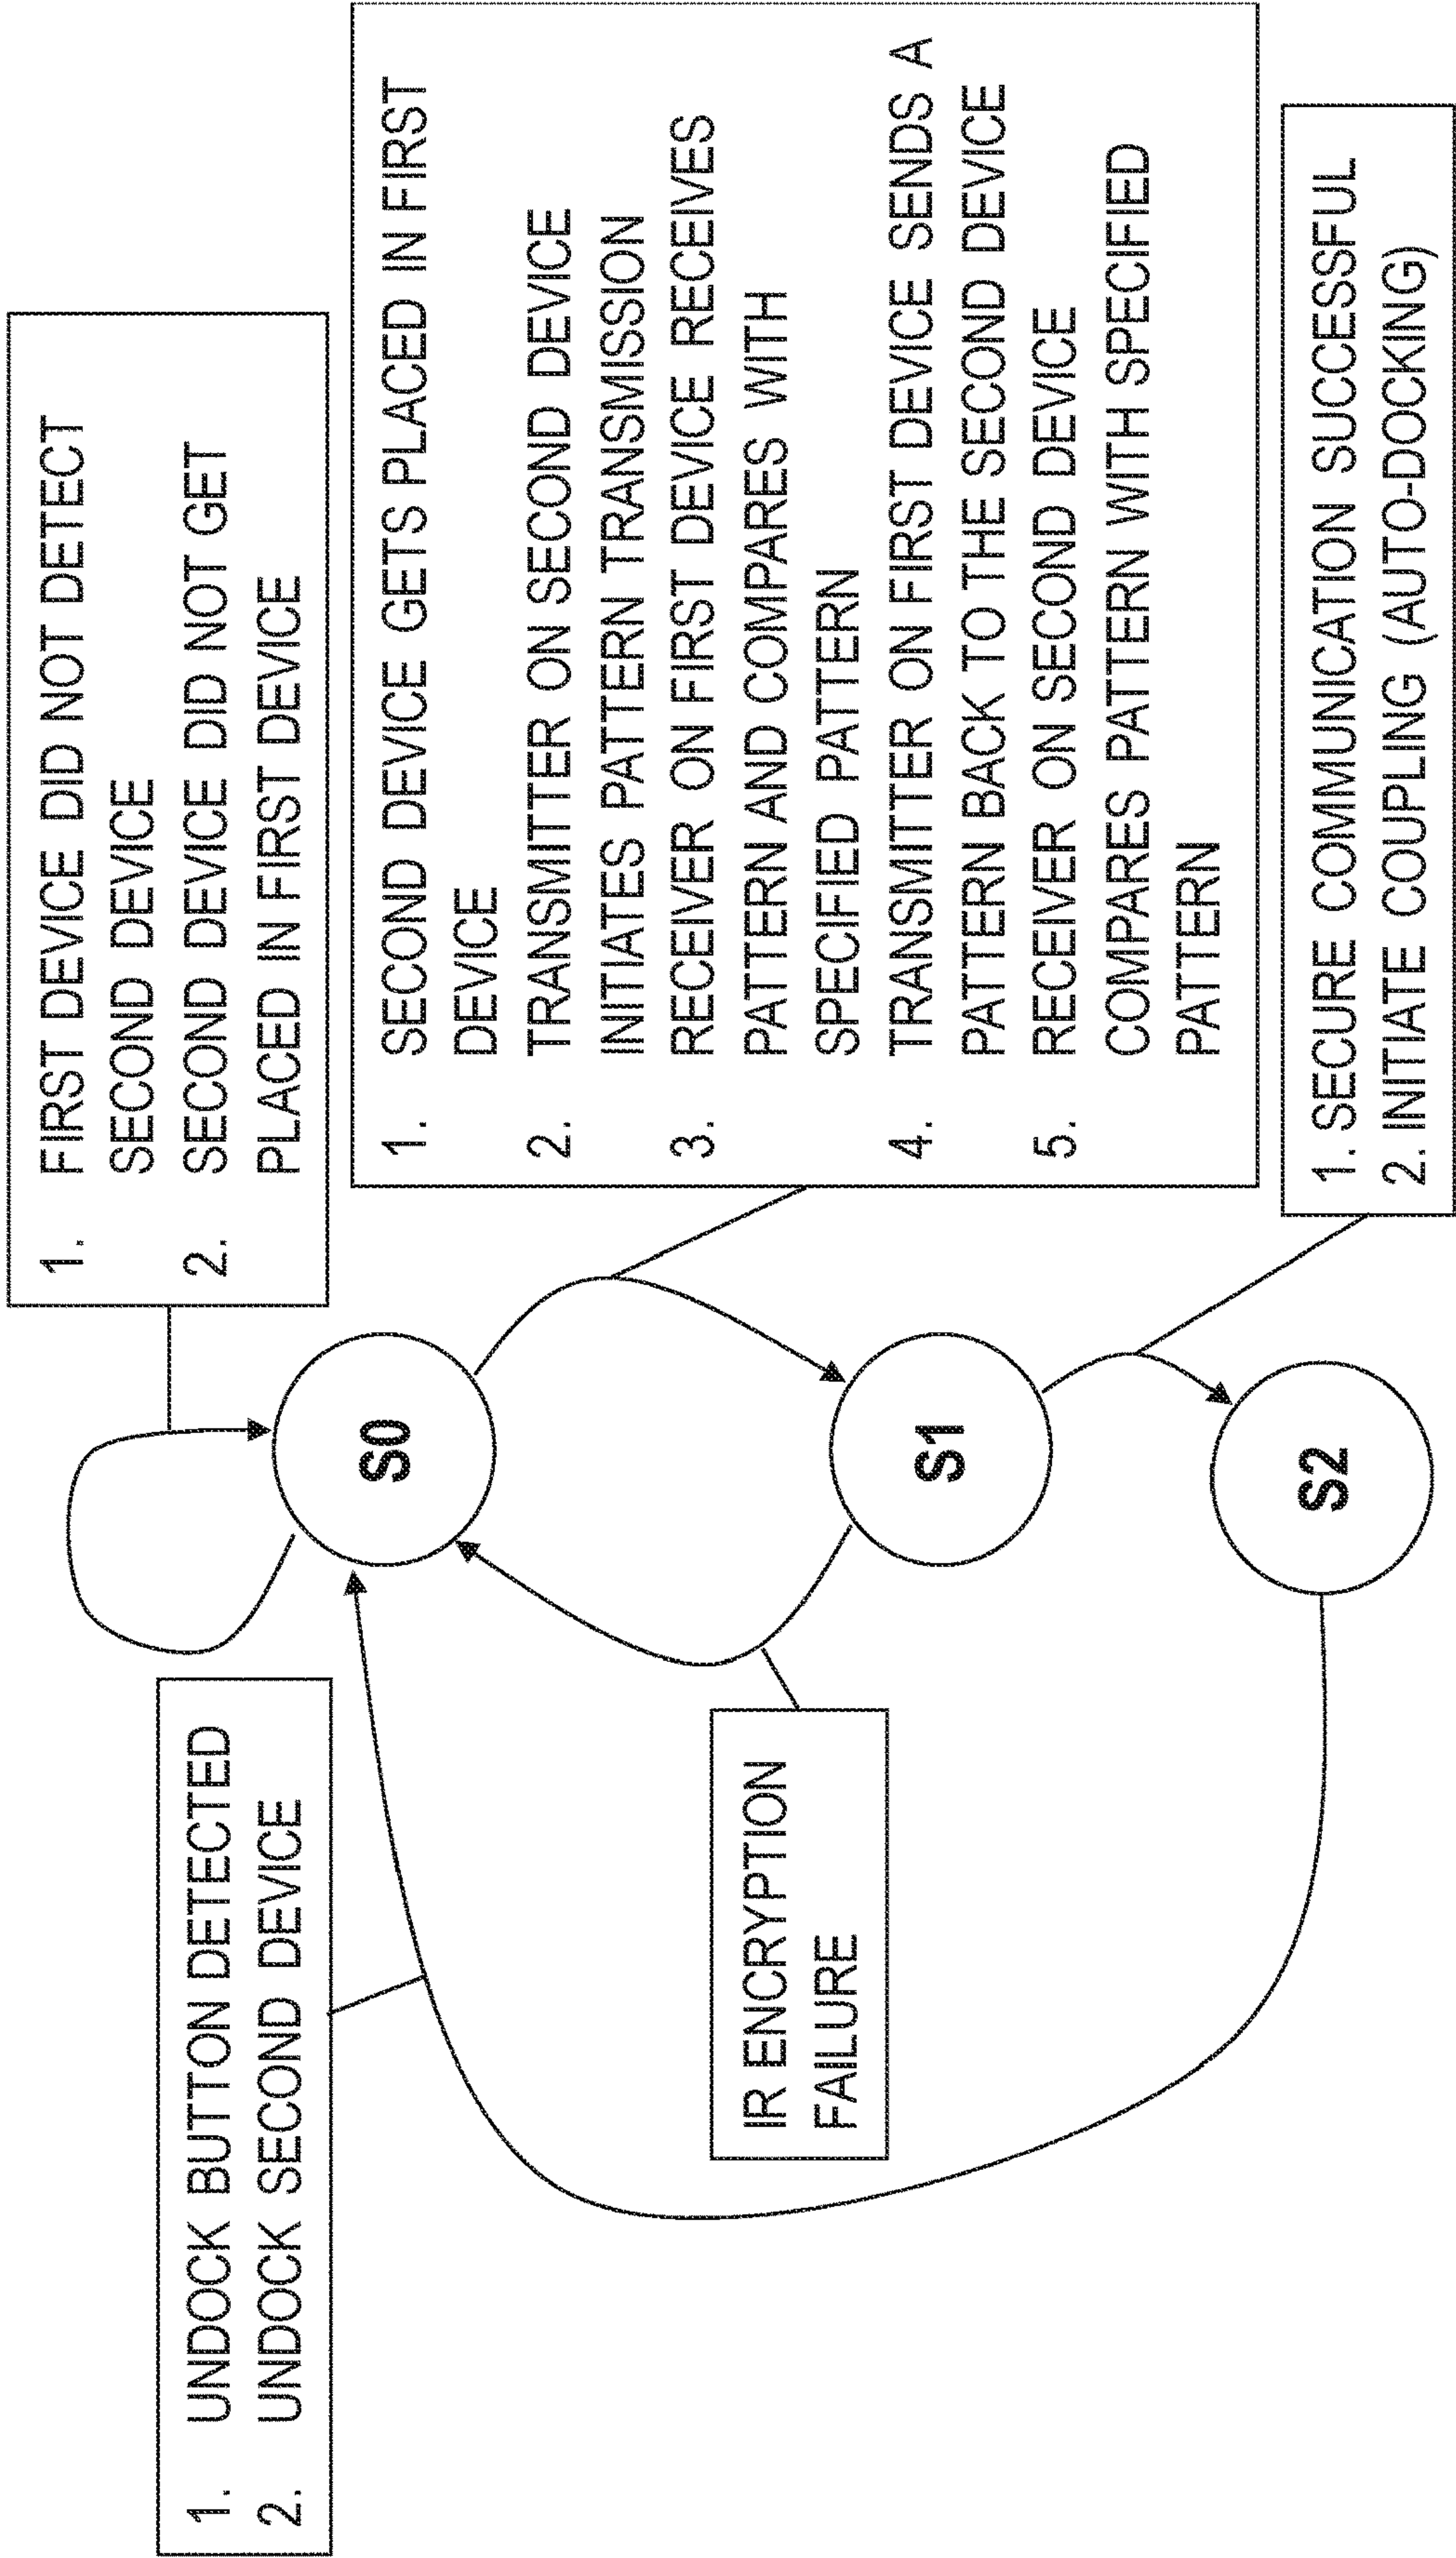 1. FIRST DEVICE DID NOT DETECT
SECOND DEVICE
2. SECOND DEVICE DID NOT GET
PLACED IN FIRST DEVICE
1. SECOND DEVICE GETS PLACED IN FIRST
DEVICE
2. TRANSMITTER ON SECOND DEVICE
INITIATES PATTERN TRANSMISSION
3. RECEIVER ON FIRST DEVICE RECEIVES
PATTERN AND COMPARES WITH
SPECIFIED PATTERN
4. TRANSMITTER ON FIRST DEVICE SENDS A
PATTERN BACK TO THE SECOND DEVICE
5. RECEIVER ON SECOND DEVICE
COMPARES PATTERN WITH SPECIFIED
PATTERN
1. SECURE COMMUNICATION SUCCESSFUL
2. INITIATE COUPLING (AUTO-DOCKING)
S0
S1
S2
1. UNDOCK BUTTON DETECTED
2. UNDOCK SECOND DEVICE
IR ENCRYPTION
FAILURE